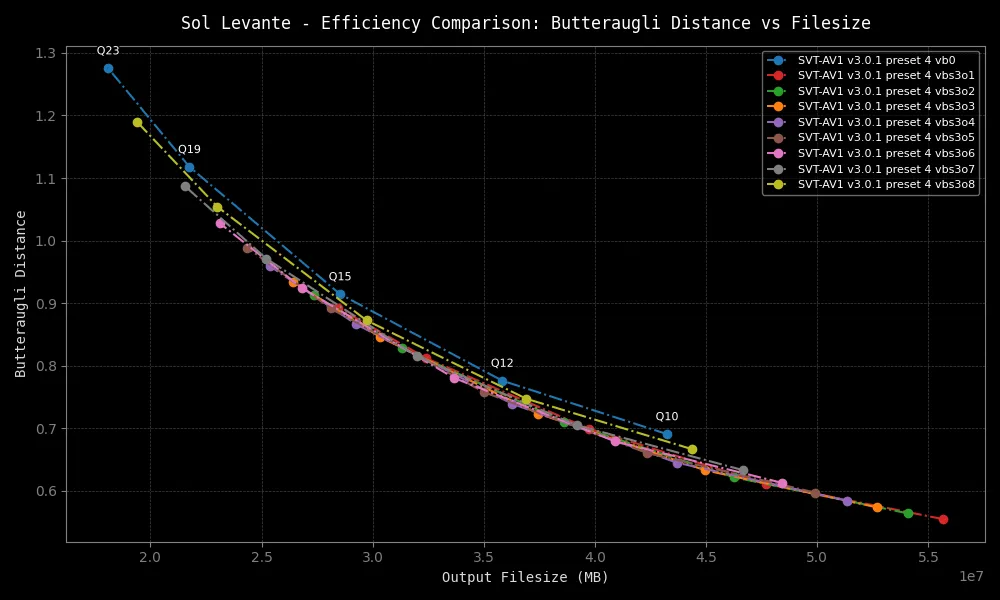 Sol Levante - Efficiency Comparison: Butteraugli Distance vs Filesize
Butteraugli Distance
1.3
1.2
1.1
1.0
0.9
0.8
0.7
0.6
Q23
Q19
Q15
Q12
Q10
SVT-AV1 v3.0.1 preset 4 vb0
SVT-AV1 v3.0.1 preset 4 vbs3o1
SVT-AV1 v3.0.1 preset 4 vbs3o2
SVT-AV1 v3.0.1 preset 4 vbs3o3
SVT-AV1 v3.0.1 preset 4 vbs3o4
SVT-AV1 v3.0.1 preset 4 vbs3o5
SVT-AV1 v3.0.1 preset 4 vbs3o6
SVT-AV1 v3.0.1 preset 4 vbs3o7
SVT-AV1 v3.0.1 preset 4 vbs3o8
2.0 2.5 3.0 3.5 4.0 4.5 5.0 5.5
1e7
Output Filesize (MB)